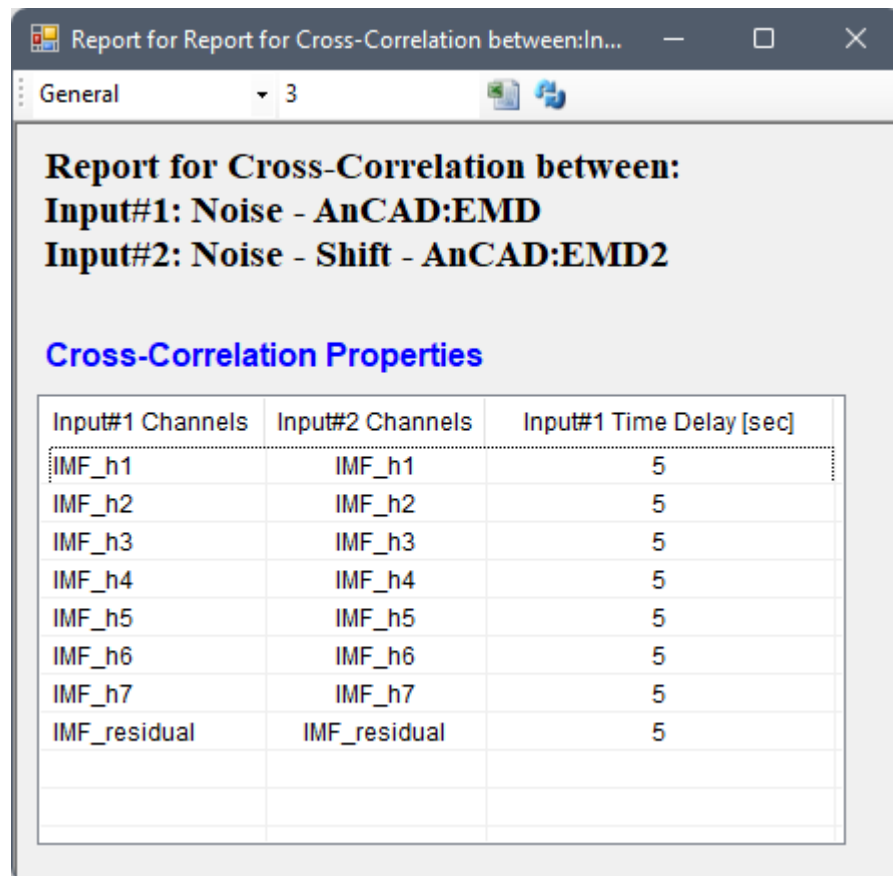 Report for Report for Cross-Correlation between:In...
General 3
Report for Cross-Correlation between:
Input#1: Noise - AnCAD:EMD
Input#2: Noise - Shift - AnCAD:EMD2
Cross-Correlation Properties
Input#1 Channels Input#2 Channels Input#1 Time Delay [sec]
IMF_h1 IMF_h1 5
IMF_h2 IMF_h2 5
IMF_h3 IMF_h3 5
IMF_h4 IMF_h4 5
IMF_h5 IMF_h5 5
IMF_h6 IMF_h6 5
IMF_h7 IMF_h7 5
IMF_residual IMF_residual 5